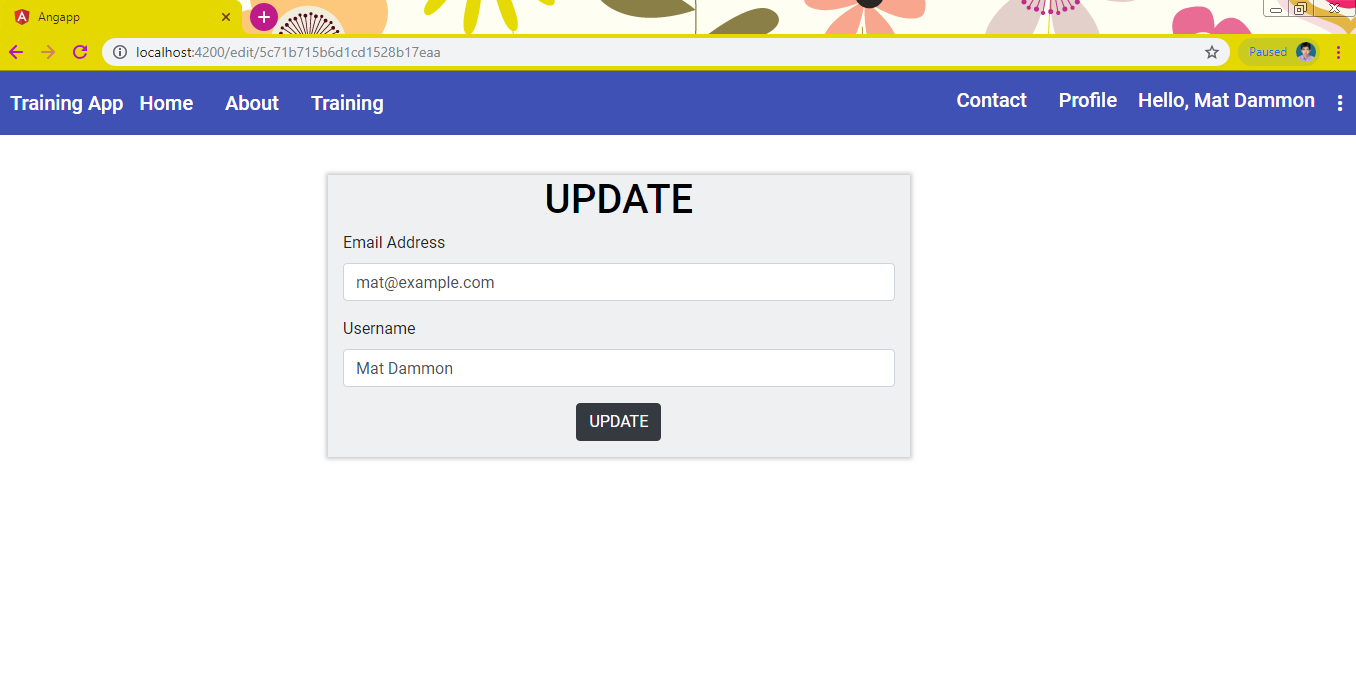 Angapp
localhost:4200/edit/5c71b715b6d1cd1528b17eaa
Paused
Training App Home About Training Contact Profile Hello, Mat Dammon
UPDATE
Email Address
mat@example.com
Username
Mat Dammon
UPDATE